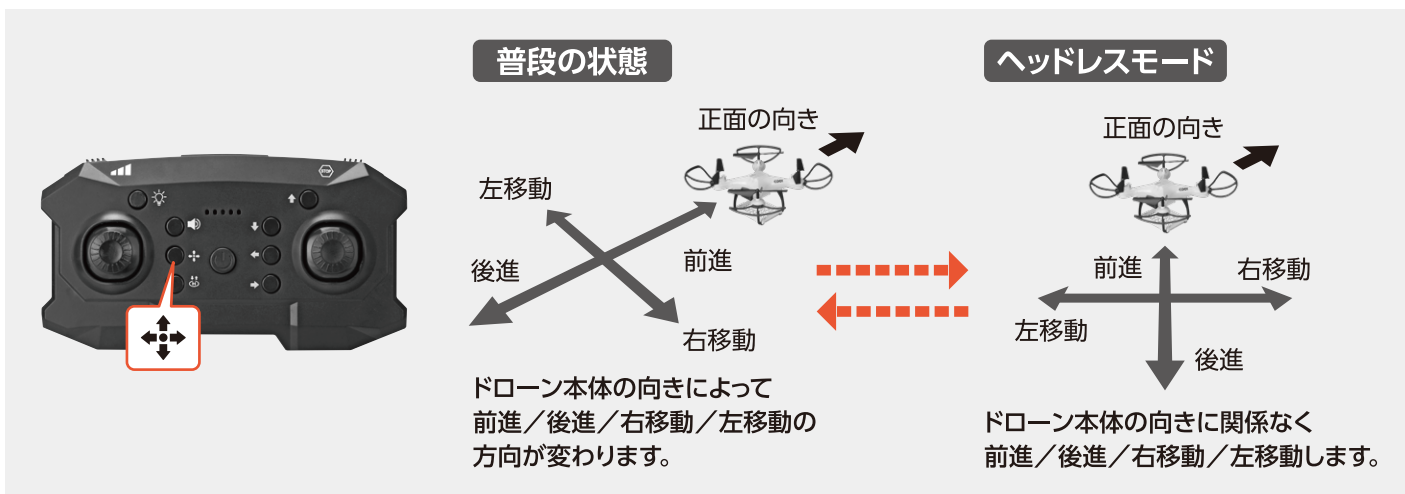 普段の状態
正面の向き
左移動
後進
前進
右移動
ドローン本体の向きによって
前進／後進／右移動／左移動の
方向が変わります。
ヘッドレスモード
正面の向き
前進
右移動
左移動
後進
ドローン本体の向きに関係なく
前進／後進／右移動／左移動します。
STOP